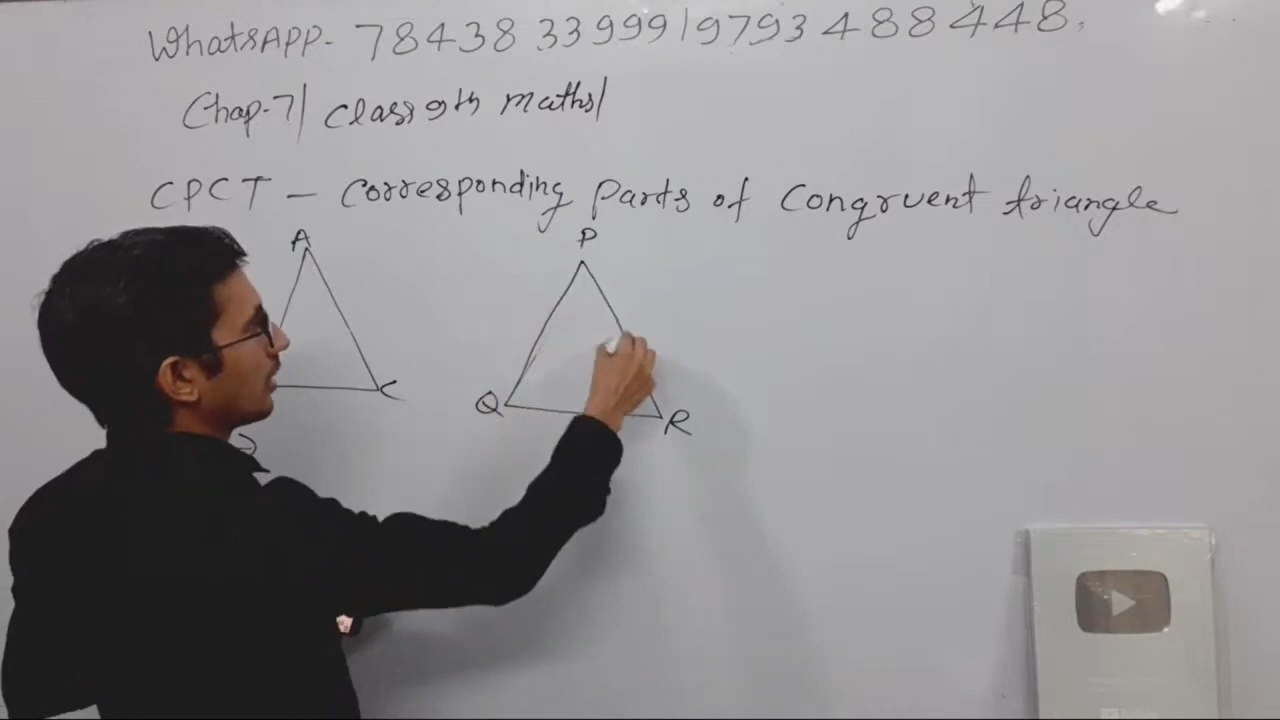 WhatsAPP- 78438 33999 / 9793 488448,
Chap-7/ Class 9th maths/
CPCT - Corresponding Parts of Congruent triangle
A P
C Q R